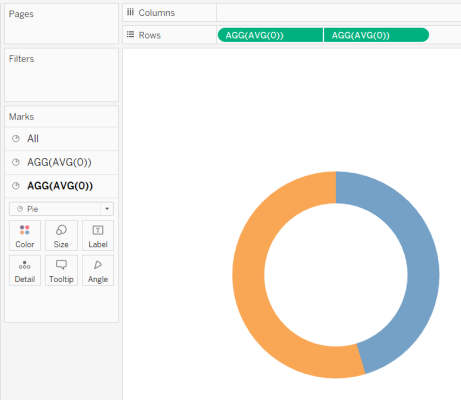 Pages
Columns
Rows AGG(AVG(0)) AGG(AVG(0))
Filters
Marks
All
AGG(AVG(0))
AGG(AVG(0))
Pie
Color Size Label
Detail Tooltip Angle